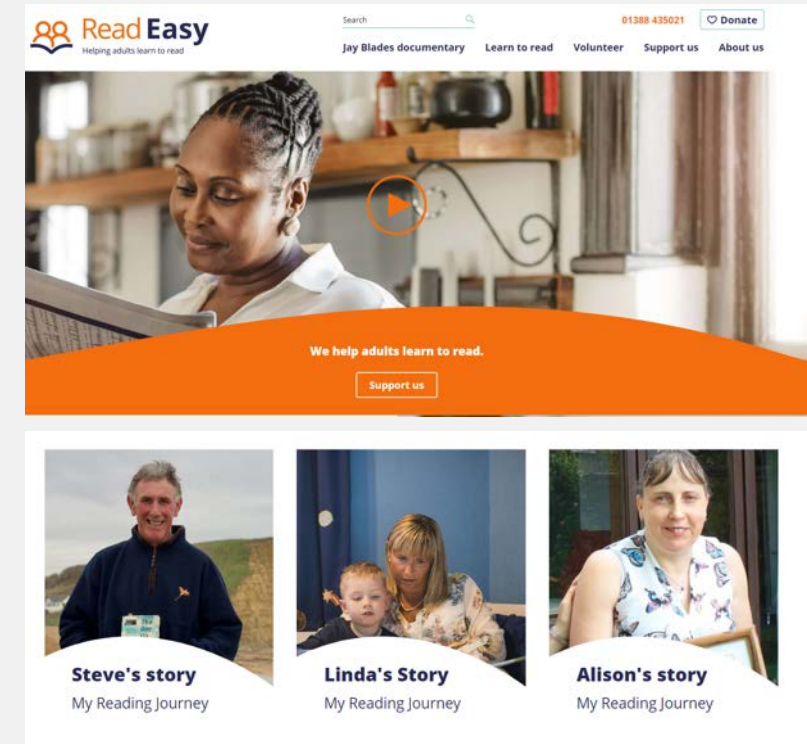 Read Easy
Helping adults learn to read
Search
01388 435021
Donate
Jay Blades documentary Learn to read Volunteer Support us About us
We help adults learn to read.
Support us
Steve's story
My Reading Journey
Linda's Story
My Reading Journey
Alison's story
My Reading Journey